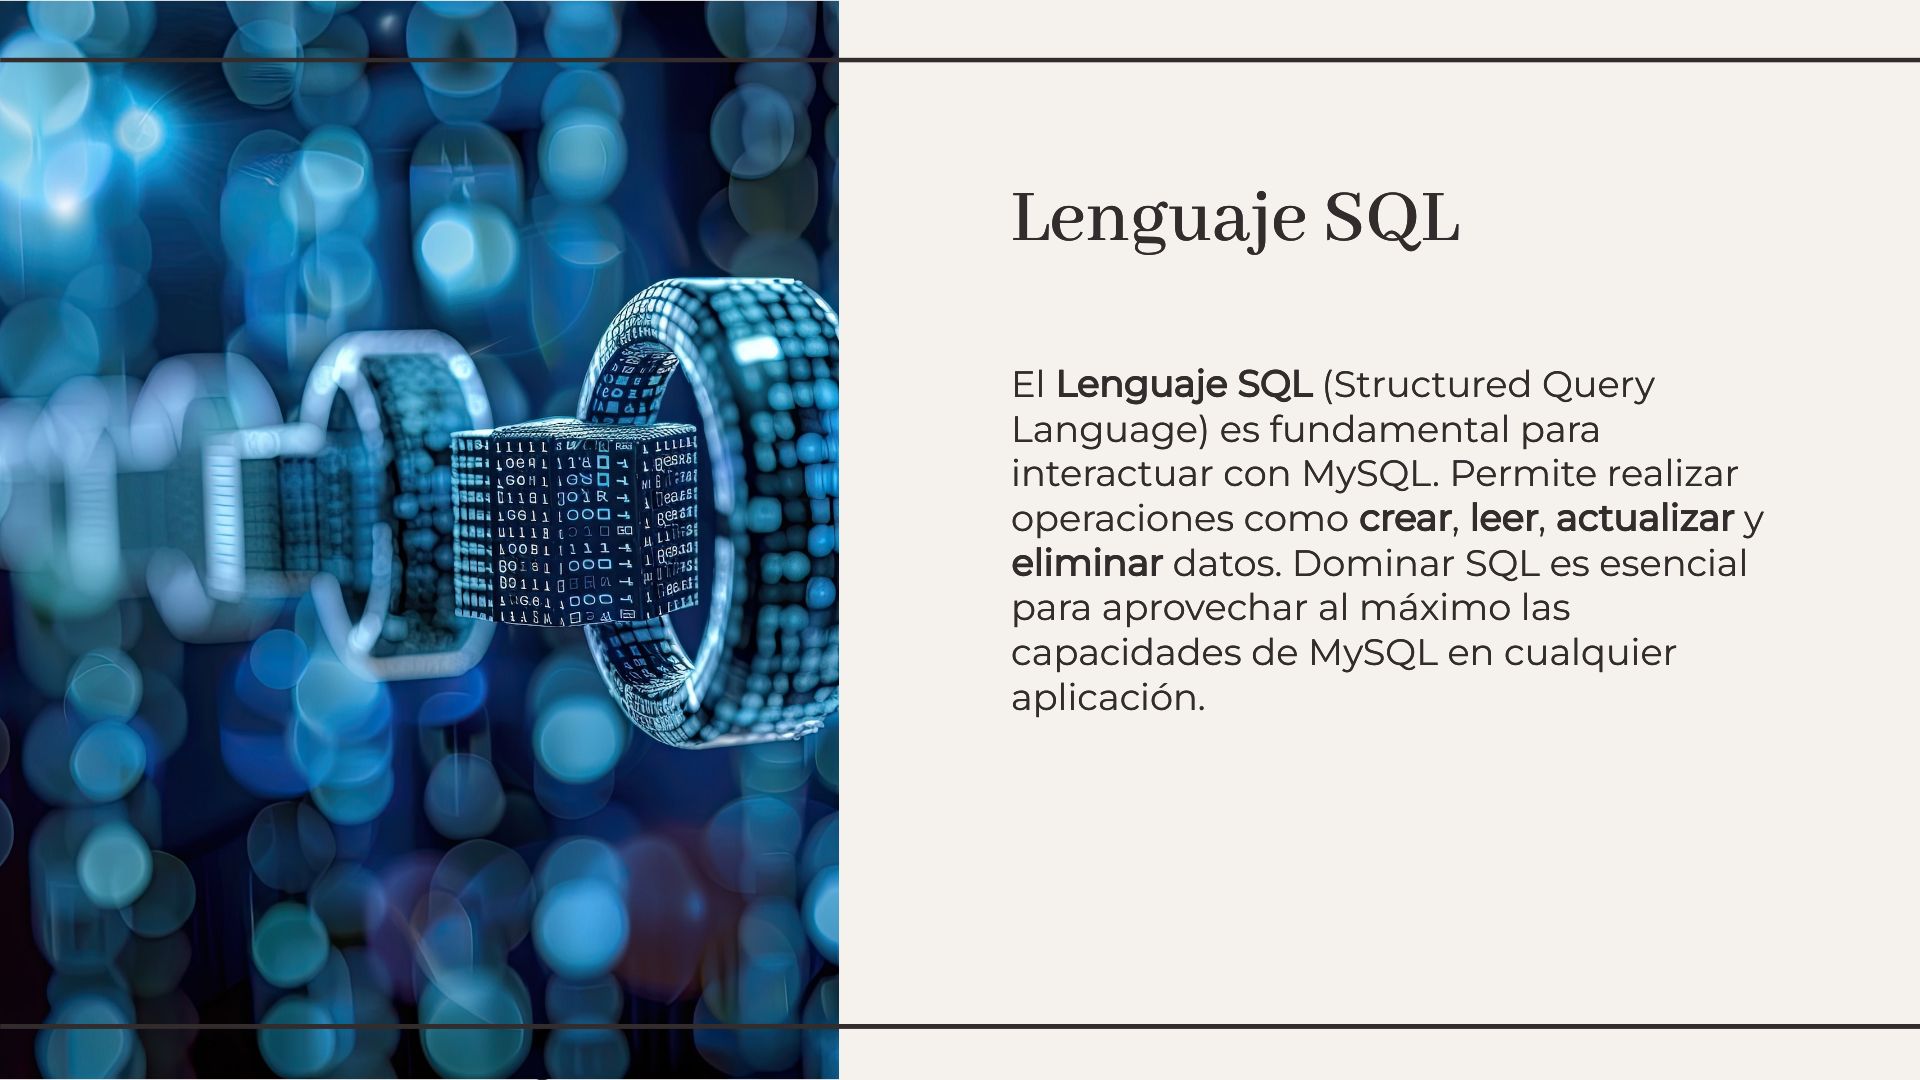 Lenguaje SQL
El Lenguaje SQL (Structured Query
Language) es fundamental para
interactuar con MySQL. Permite realizar
operaciones como crear, leer, actualizar y
eliminar datos. Dominar SQL es esencial
para aprovechar al máximo las
capacidades de MySQL en cualquier
aplicación.